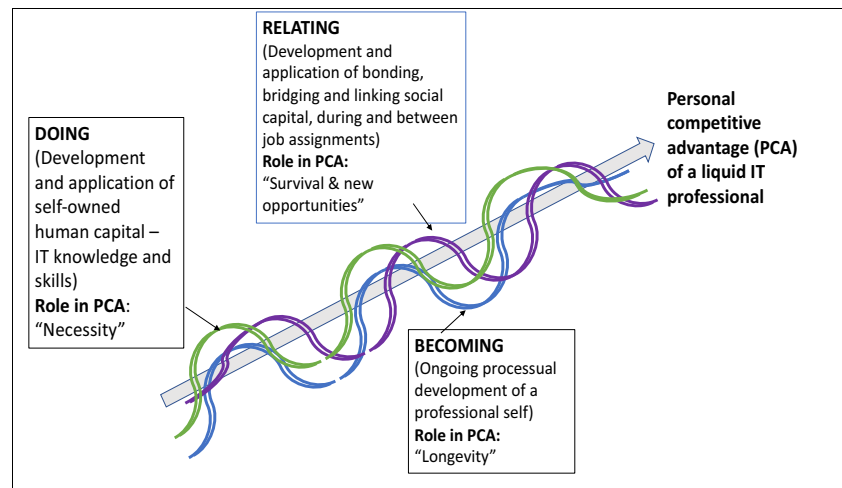 RELATING
(Development and
application of bonding,
bridging and linking social
capital, during and between
job assignments)
Role in PCA:
“Survival & new
opportunities”
DOING
(Development
and application of
self-owned
human capital –
IT knowledge and
skills)
Role in PCA:
“Necessity”
Personal
competitive
advantage (PCA)
of a liquid IT
professional
BECOMING
(Ongoing processual
development of a
professional self)
Role in PCA:
“Longevity”